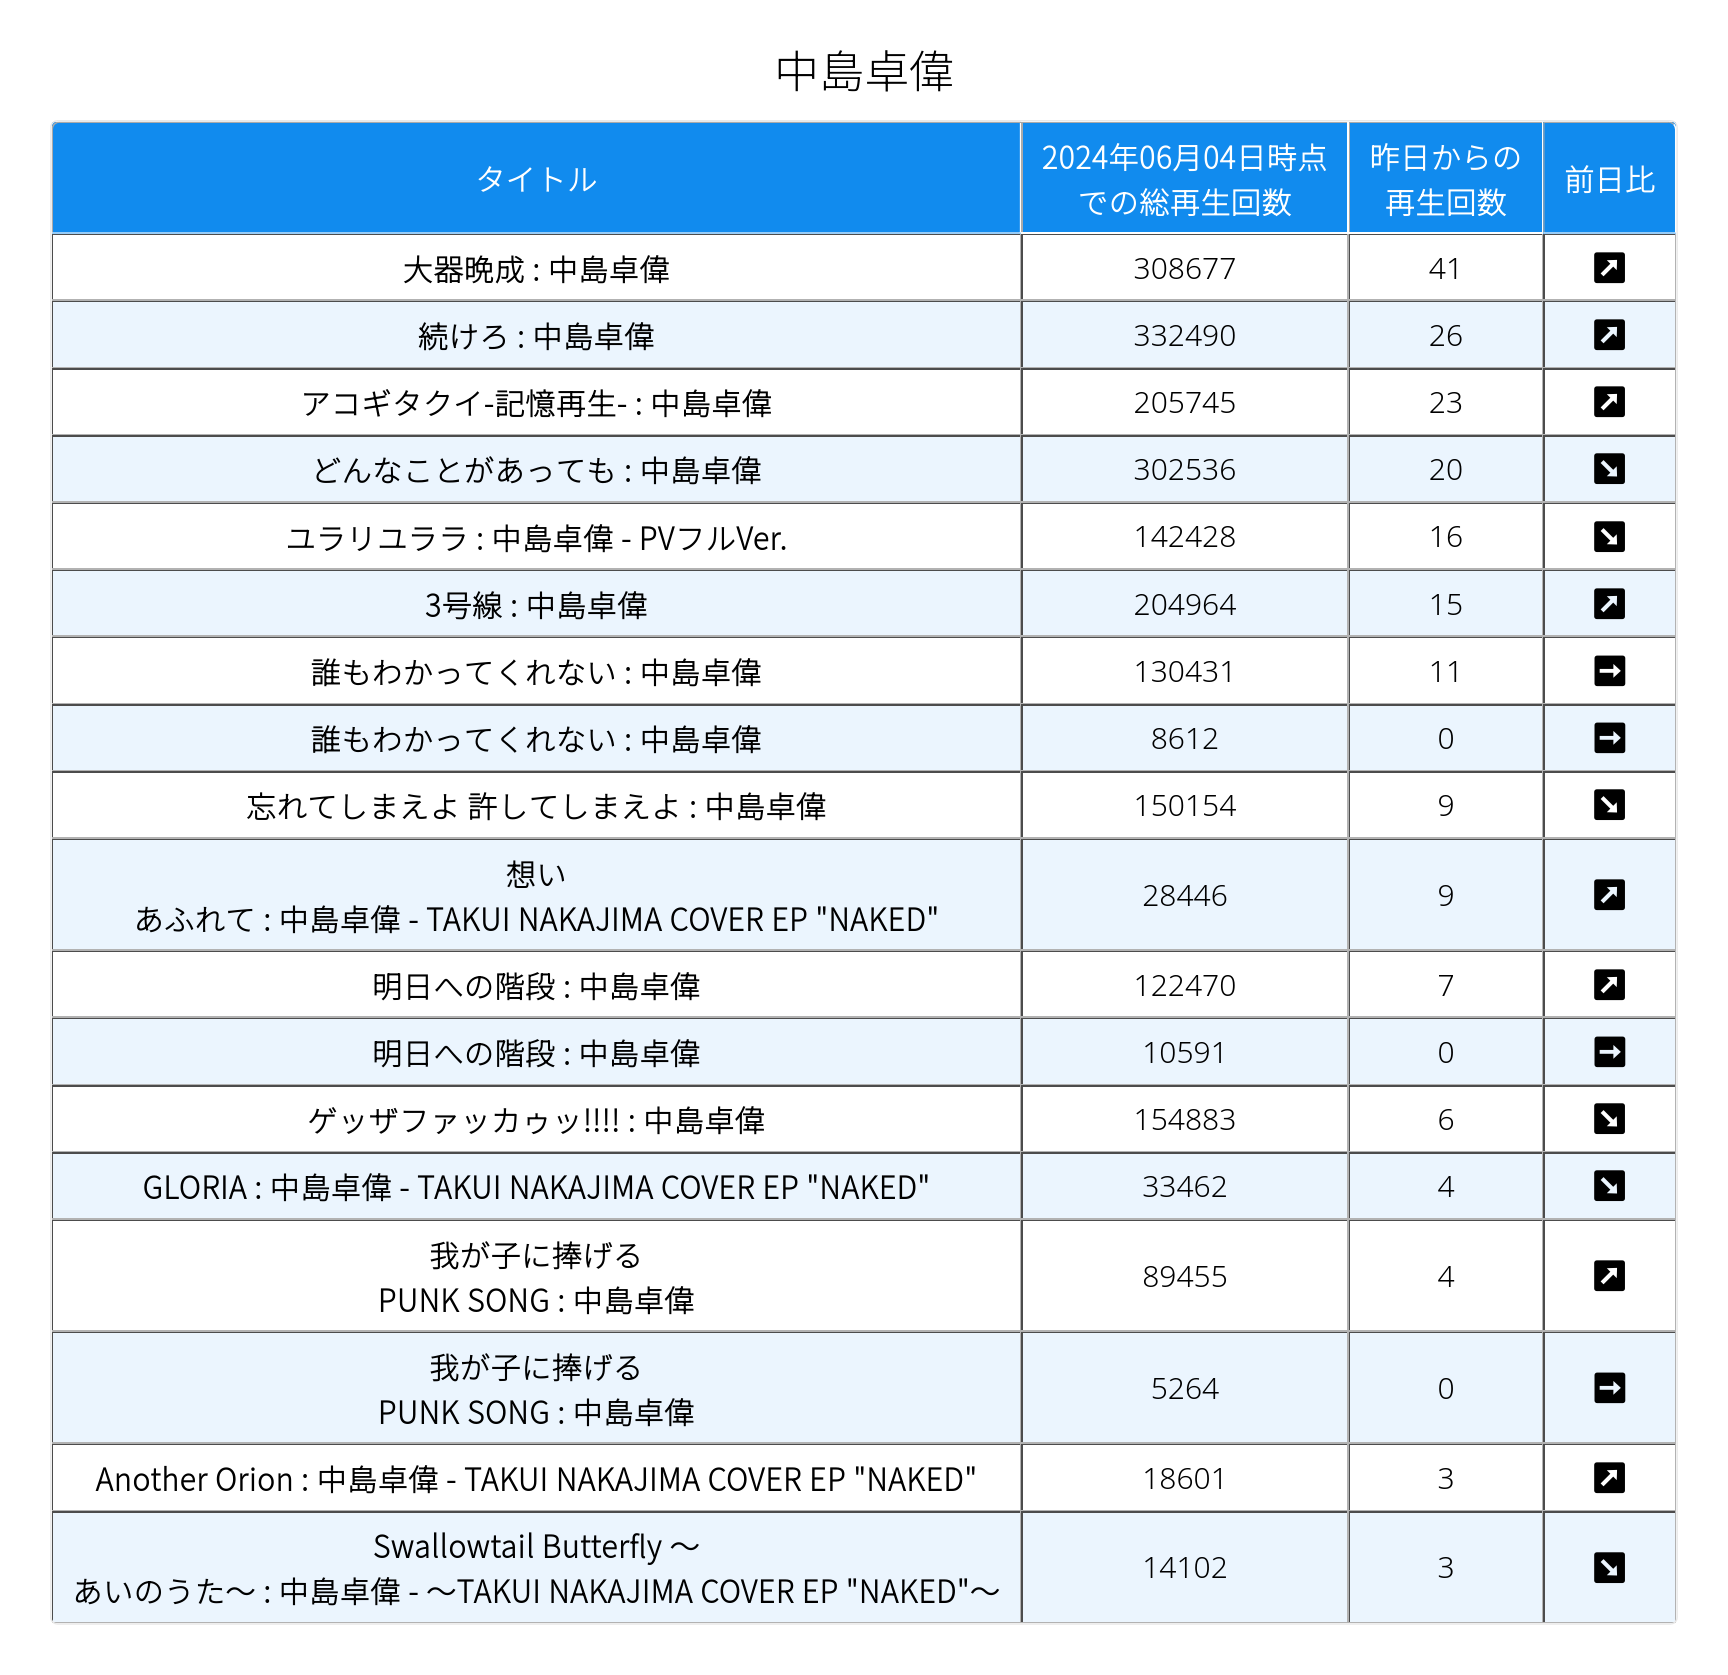 中島卓偉
タイトル
2024年06月04日時点
での総再生回数
昨日からの
再生回数
前日比
大器晩成 : 中島卓偉 308677 41 ↗
続けろ : 中島卓偉 332490 26 ↗
アコギタクイ-記憶再生- : 中島卓偉 205745 23 ↗
どんなことがあっても : 中島卓偉 302536 20 ↘
ユラリユララ : 中島卓偉 - PVフルVer. 142428 16 ↘
3号線 : 中島卓偉 204964 15 ↗
誰もわかってくれない : 中島卓偉 130431 11 →
誰もわかってくれない : 中島卓偉 8612 0 →
忘れてしまえよ 許してしまえよ : 中島卓偉 150154 9 ↘
想い
あふれて : 中島卓偉 - TAKUI NAKAJIMA COVER EP "NAKED" 28446 9 ↗
明日への階段 : 中島卓偉 122470 7 ↗
明日への階段 : 中島卓偉 10591 0 →
ゲッザファッカゥッ!!!! : 中島卓偉 154883 6 ↘
GLORIA : 中島卓偉 - TAKUI NAKAJIMA COVER EP "NAKED" 33462 4 ↘
我が子に捧げる
PUNK SONG : 中島卓偉 89455 4 ↗
我が子に捧げる
PUNK SONG : 中島卓偉 5264 0 →
Another Orion : 中島卓偉 - TAKUI NAKAJIMA COVER EP "NAKED" 18601 3 ↗
Swallowtail Butterfly ～
あいのうた～ : 中島卓偉 - ～TAKUI NAKAJIMA COVER EP "NAKED"～ 14102 3 ↘